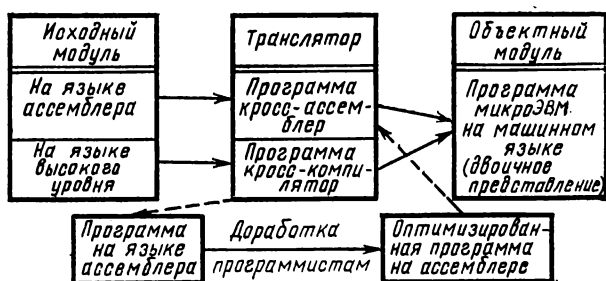 Исходный
модуль
На языке
ассемблера
На языке
высокого
уровня
Транслятор
Программа
кросс-ассем-
блер
Программа
кросс-компи-
лятор
Объектный
модуль
Программа
микроЭВМ
на машинном
языке
(двоичное
представление)
Программа
на языке
ассемблера
Доработка
программистам
Оптимизирован-
ная программа
на ассемблере